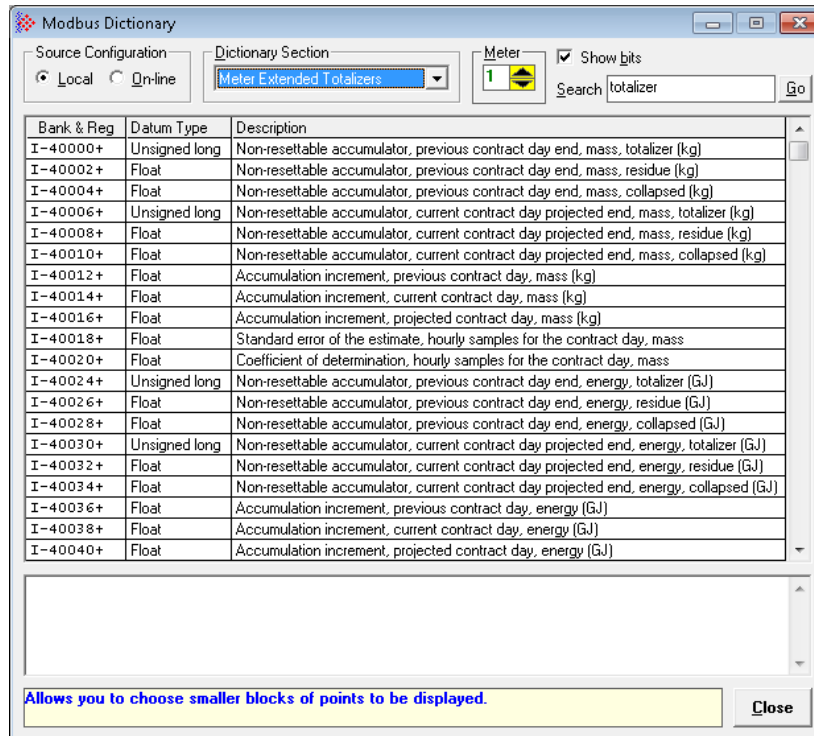 Modbus Dictionary
Source Configuration Dictionary Section Meter Show bits
Local On-line Meter Extended Totalizers 1 Search totalizer Go
Bank & Reg Datum Type Description
I-40000+ Unsigned long Non-resettable accumulator, previous contract day end, mass, totalizer (kg)
I-40002+ Float Non-resettable accumulator, previous contract day end, mass, residue (kg)
I-40004+ Float Non-resettable accumulator, previous contract day end, mass, collapsed (kg)
I-40006+ Unsigned long Non-resettable accumulator, current contract day projected end, mass, totalizer (kg)
I-40008+ Float Non-resettable accumulator, current contract day projected end, mass, residue (kg)
I-40010+ Float Non-resettable accumulator, current contract day projected end, mass, collapsed (kg)
I-40012+ Float Accumulation increment, previous contract day, mass (kg)
I-40014+ Float Accumulation increment, current contract day, mass (kg)
I-40016+ Float Accumulation increment, projected contract day, mass (kg)
I-40018+ Float Standard error of the estimate, hourly samples for the contract day, mass
I-40020+ Float Coefficient of determination, hourly samples for the contract day, mass
I-40024+ Unsigned long Non-resettable accumulator, previous contract day end, energy, totalizer (GJ)
I-40026+ Float Non-resettable accumulator, previous contract day end, energy, residue (GJ)
I-40028+ Float Non-resettable accumulator, previous contract day end, energy, collapsed (GJ)
I-40030+ Unsigned long Non-resettable accumulator, current contract day projected end, energy, totalizer (GJ)
I-40032+ Float Non-resettable accumulator, current contract day projected end, energy, residue (GJ)
I-40034+ Float Non-resettable accumulator, current contract day projected end, energy, collapsed (GJ)
I-40036+ Float Accumulation increment, previous contract day, energy (GJ)
I-40038+ Float Accumulation increment, current contract day, energy (GJ)
I-40040+ Float Accumulation increment, projected contract day, energy (GJ)
Allows you to choose smaller blocks of points to be displayed.
Close